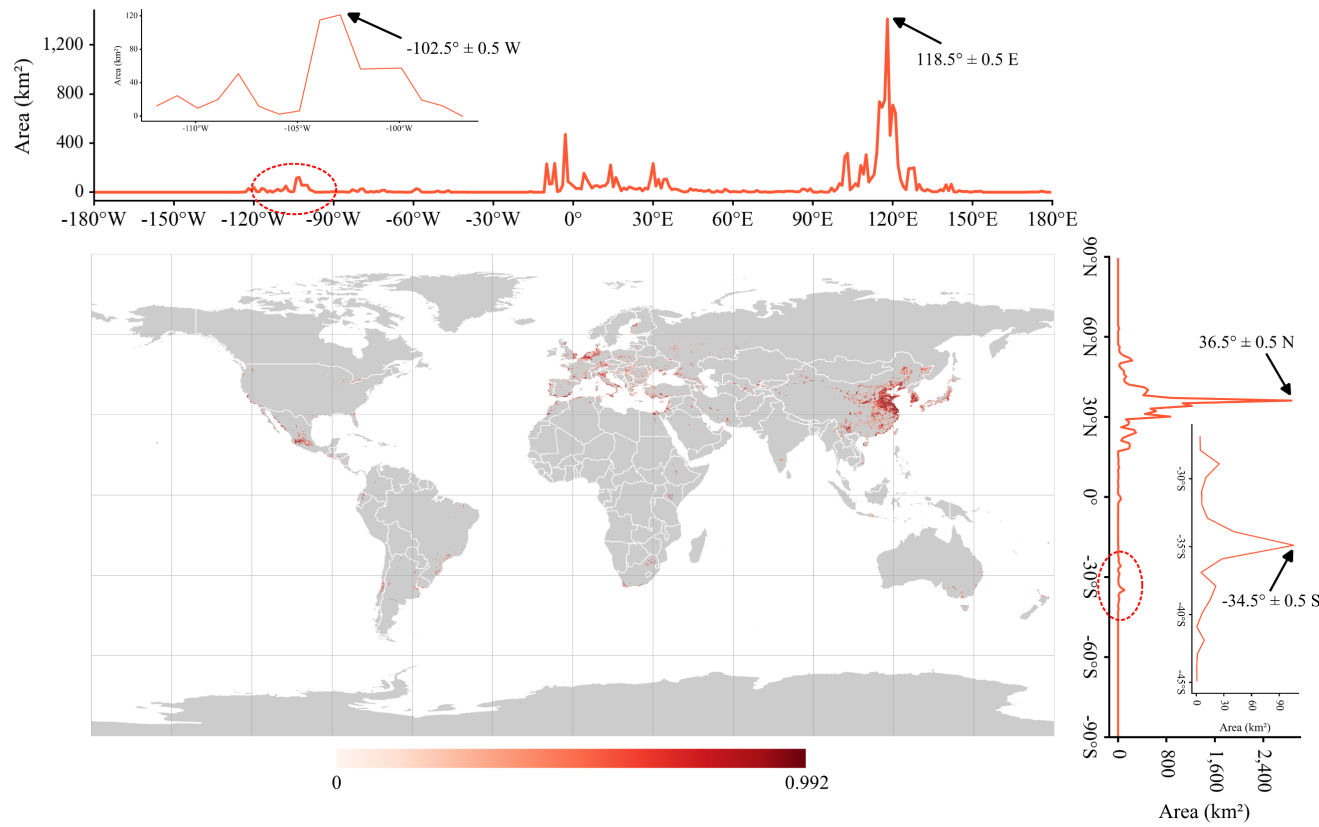 Area (km²)
1,200
800
400
0
-180°W
-150°W
-120°W
-90°W
-60°W
-30°W
0°
30°E
60°E
90°E
120°E
150°E
180°E
Area (km²)
120
80
40
0
-110°W
-105°W
-100°W
-102.5° ± 0.5 W
118.5° ± 0.5 E
90°N
60°N
30°N
0°
-30°S
-60°S
-90°S
0
800
1,600
2,400
Area (km²)
36.5° ± 0.5 N
-30°S
-35°S
-40°S
-45°S
0
30
60
90
Area (km²)
-34.5° ± 0.5 S
0
0.992